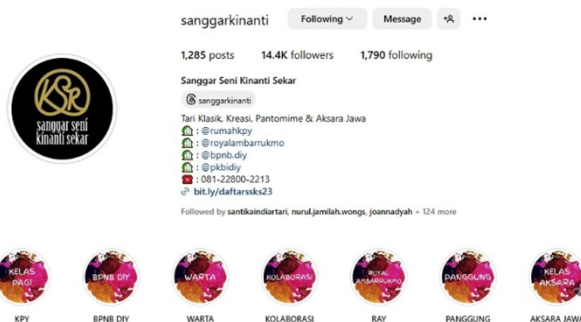 sanggarkinanti Following Message
1,285 posts 14.4K followers 1,790 following
KSR
sanggar seni
kinanti sekar
Sanggar Seni Kinanti Sekar
sanggarkinanti
Tari Klasik, Kreasi, Pantomime & Aksara Jawa
: @rumahkpy
: @royalambarrukmo
: @bpnb.diy
: @pkbidiy
: 081-22800-2213
bit.ly/daftarssks23
Followed by santikaindiartari, nurul.jamilah.wongs, joannadyah + 124 more
KELAS
PAGI
BPNB DIY
WARTA
KOLABORASI
ROYAL
AMBARRUKMO
PANGGUNG
KELAS
AKSARA
KPY BPNB DIY WARTA KOLABORASI RAY PANGGUNG AKSARA JAWA